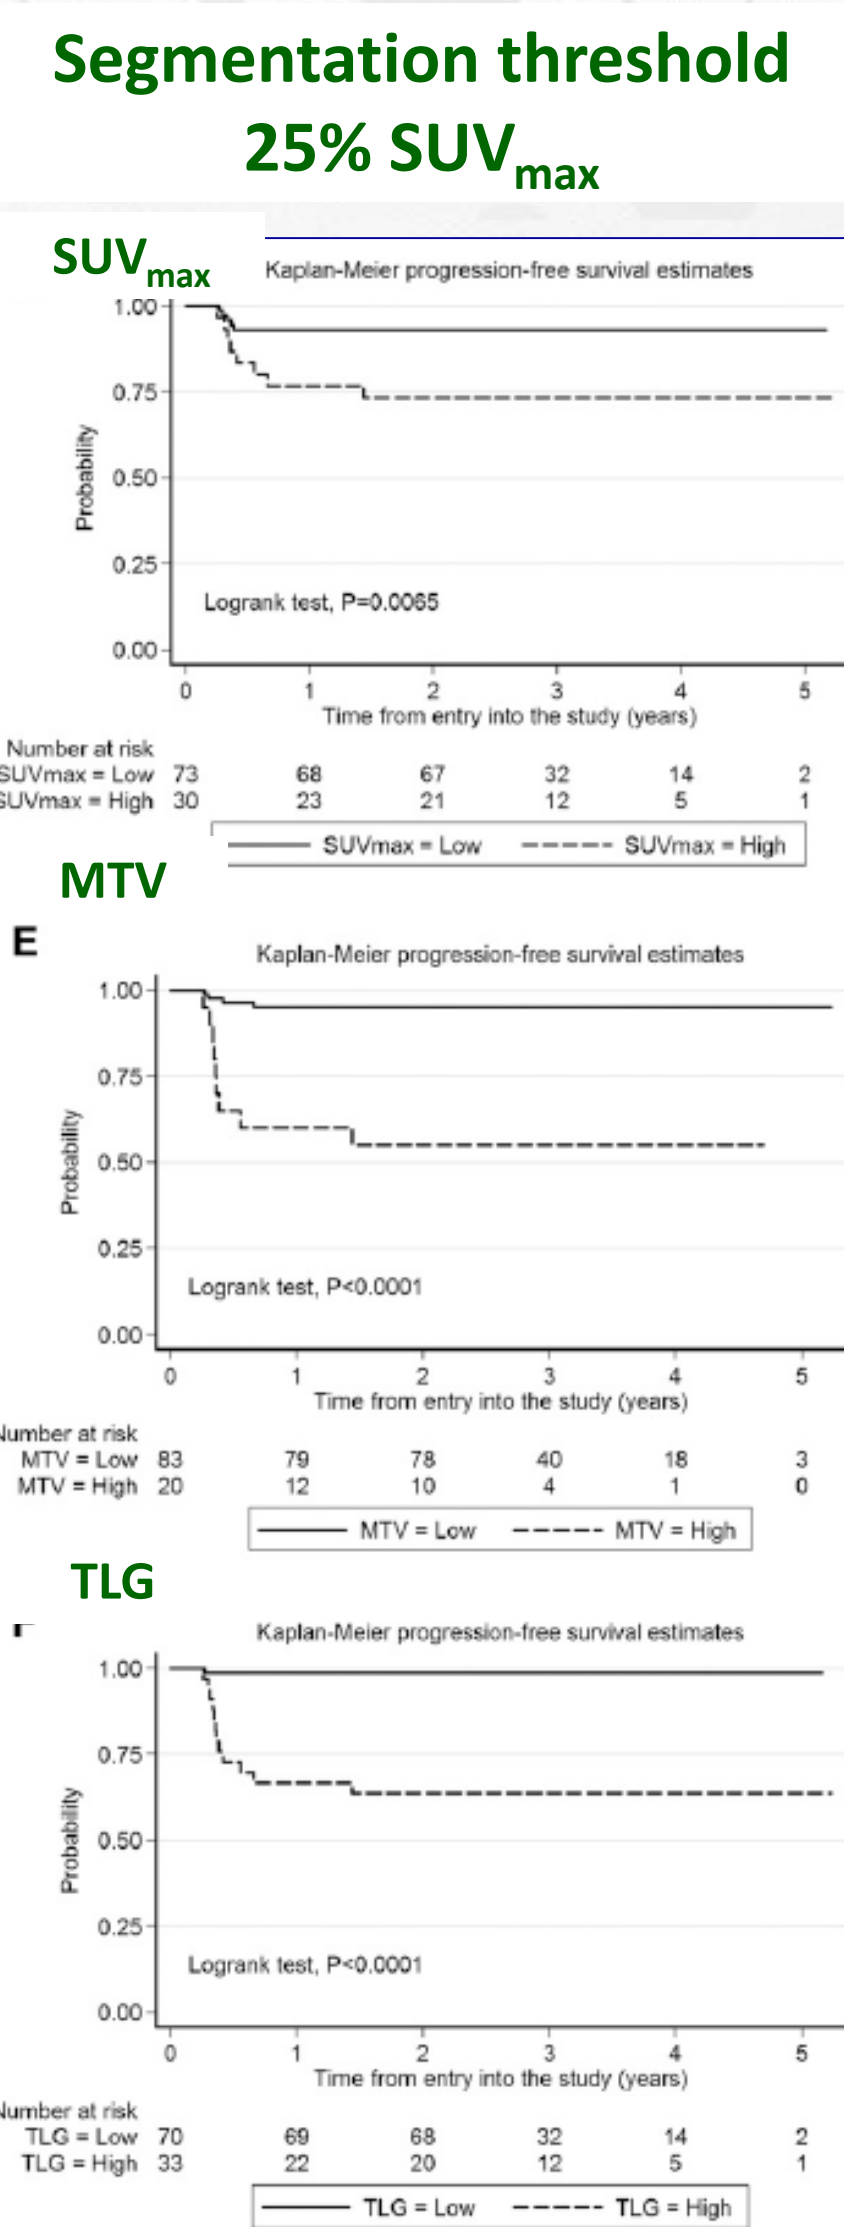 Segmentation threshold
25% SUVmax
SUVmax
Kaplan-Meier progression-free survival estimates
1.00
0.75
0.50
0.25
0.00
Probability
Logrank test, P=0.0065
0 1 2 3 4 5
Time from entry into the study (years)
Number at risk
SUVmax = Low 73 68 67 32 14 2
SUVmax = High 30 23 21 12 5 1
SUVmax = Low SUVmax = High
MTV
E
Kaplan-Meier progression-free survival estimates
1.00
0.75
0.50
0.25
0.00
Probability
Logrank test, P<0.0001
0 1 2 3 4 5
Time from entry into the study (years)
Number at risk
MTV = Low 83 79 78 40 18 3
MTV = High 20 12 10 4 1 0
MTV = Low MTV = High
TLG
Kaplan-Meier progression-free survival estimates
1.00
0.75
0.50
0.25
0.00
Probability
Logrank test, P<0.0001
0 1 2 3 4 5
Time from entry into the study (years)
Number at risk
TLG = Low 70 69 68 32 14 2
TLG = High 33 22 20 12 5 1
TLG = Low TLG = High